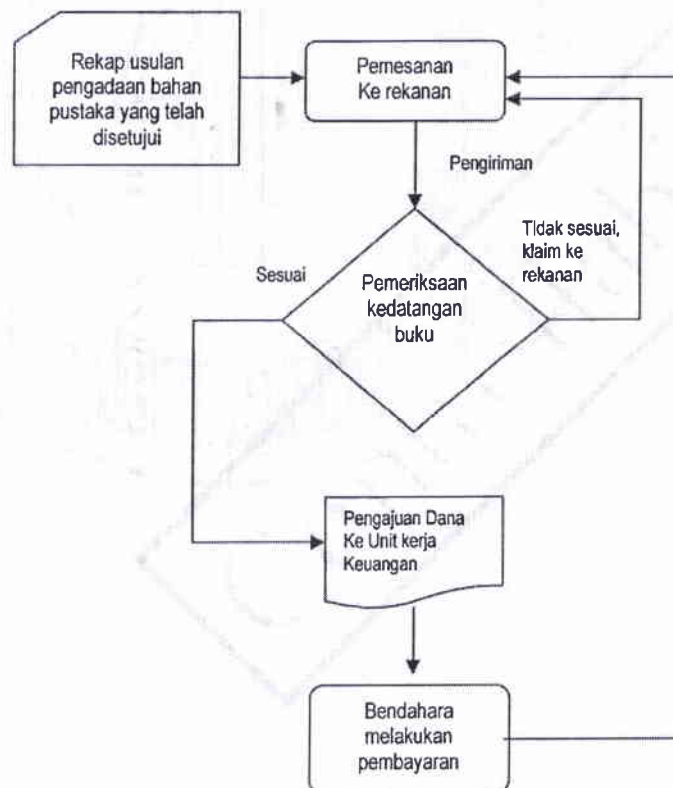 Rekap usulan
pengadaan bahan
pustaka yang telah
disetujui
Pemesanan
Ke rekanan
Pengiriman
Tidak sesuai,
klaim ke
rekanan
Sesuai
Pemeriksaan
kedatangan
buku
Pengajuan Dana
Ke Unit kerja
Keuangan
Bendahara
melakukan
pembayaran